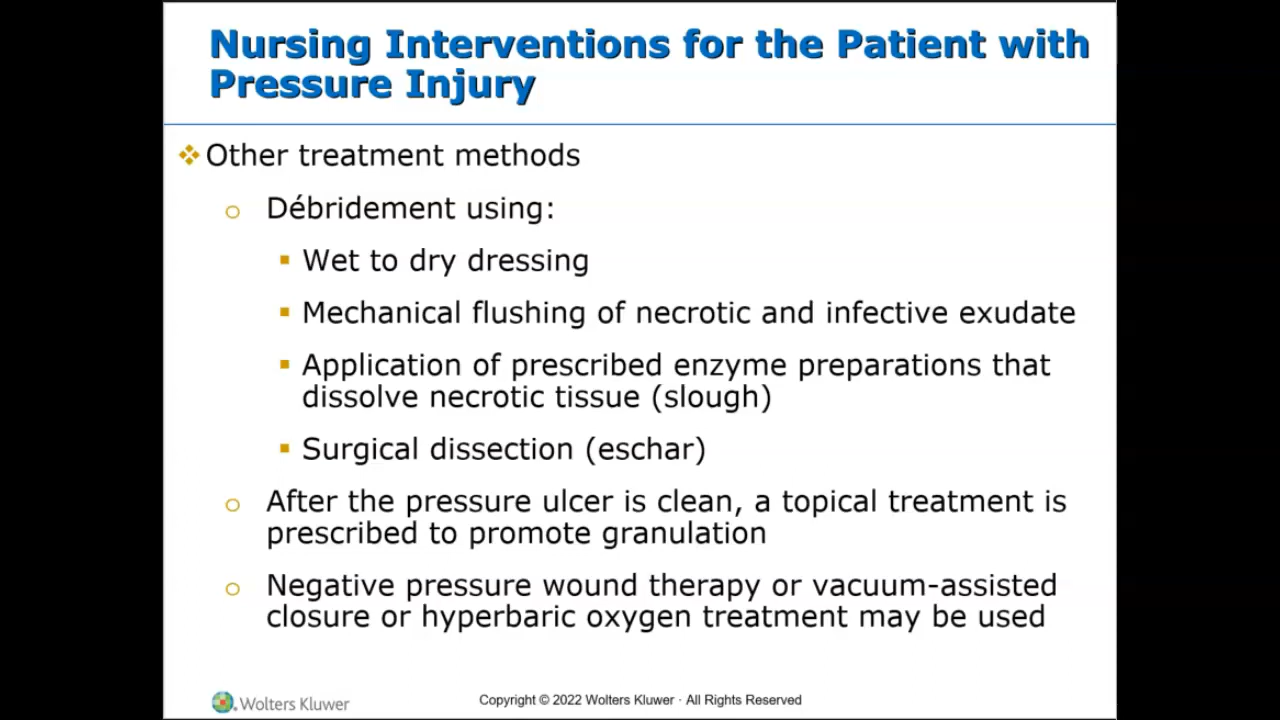 Nursing Interventions for the Patient with
Pressure Injury
❖ Other treatment methods
o Débridement using:
▪ Wet to dry dressing
▪ Mechanical flushing of necrotic and infective exudate
▪ Application of prescribed enzyme preparations that
dissolve necrotic tissue (slough)
▪ Surgical dissection (eschar)
o After the pressure ulcer is clean, a topical treatment is
prescribed to promote granulation
o Negative pressure wound therapy or vacuum-assisted
closure or hyperbaric oxygen treatment may be used
Wolters Kluwer
Copyright © 2022 Wolters Kluwer · All Rights Reserved